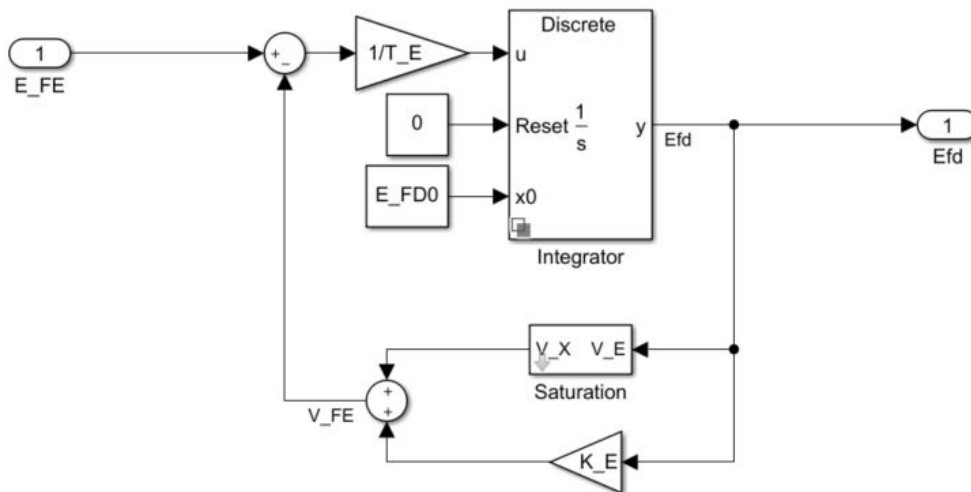 1
E_FE
+
_
1/T_E
Discrete
u
0
Reset 1/s
y
Efd
E_FD0
x0
Integrator
1
Efd
V_X V_E
Saturation
+
+
V_FE
K_E